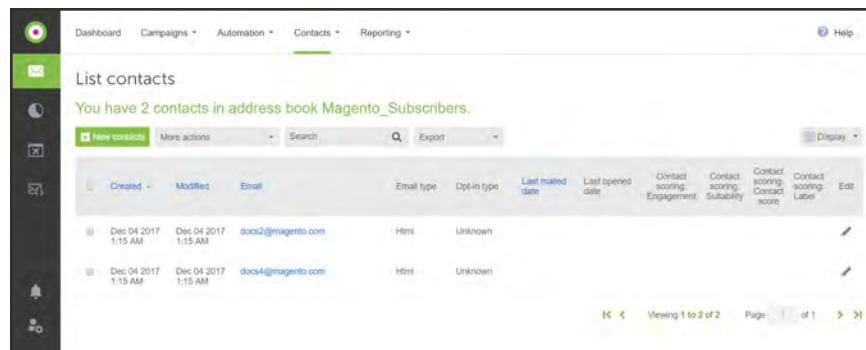 Dashboard Campaigns Automation Contacts Reporting Help
List contacts
You have 2 contacts in address book Magento_Subscribers.
New contacts More actions Search Export Display
Created Modified Email Email type Opt-in type Last mailed date Last opened date Contact scoring: Engagement Contact scoring: Suitability Contact scoring: Contact score Contact scoring: Label Edit
Dec 04 2017 1:15 AM Dec 04 2017 1:15 AM docs2@magento.com Html Unknown
Dec 04 2017 1:15 AM Dec 04 2017 1:15 AM docs4@magento.com Html Unknown
Viewing 1 to 2 of 2 Page 1 of 1